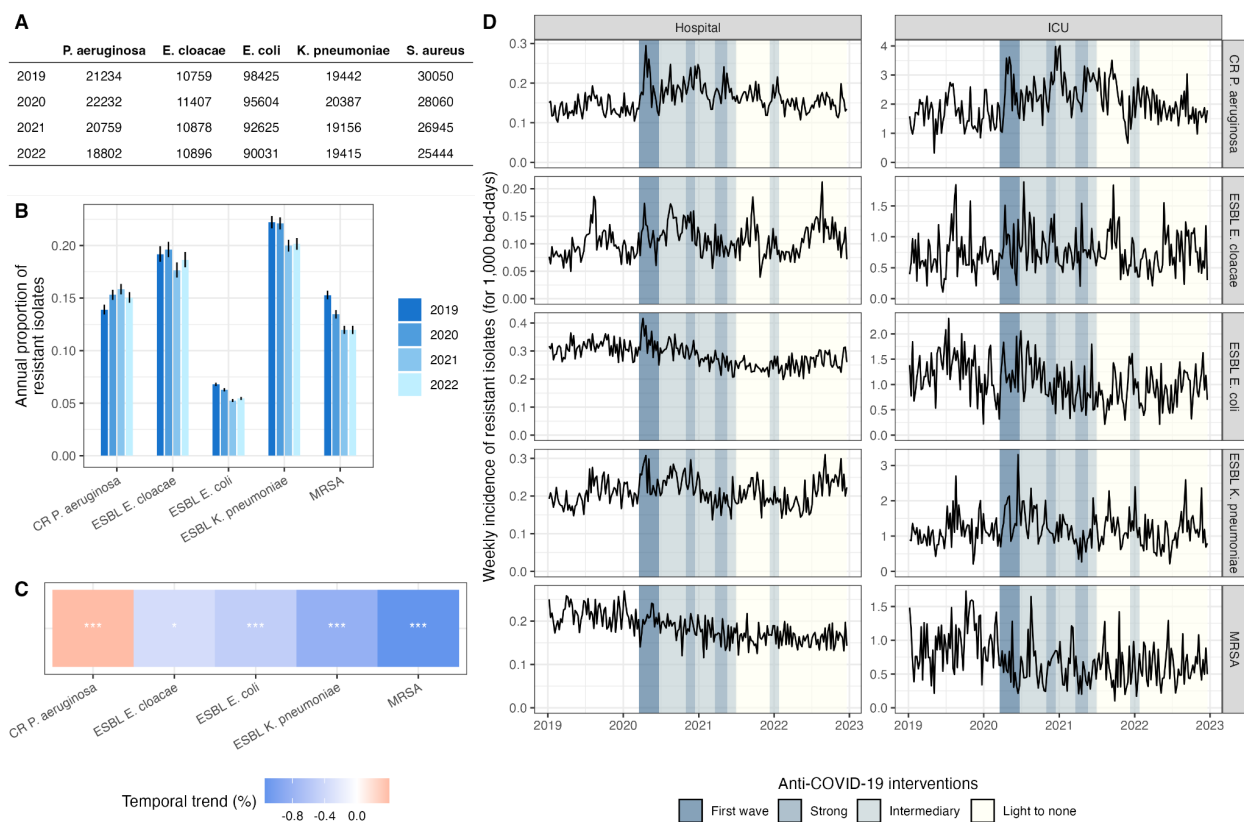 A
P. aeruginosa E. cloacae E. coli K. pneumoniae S. aureus
2019 21234 10759 98425 19442 30050
2020 22232 11407 95604 20387 28060
2021 20759 10878 92625 19156 26945
2022 18802 10896 90031 19415 25444
B
Annual proportion of
resistant isolates
0.20
0.15
0.10
0.05
0.00
CR P. aeruginosa
ESBL E. cloacae
ESBL E. coli
ESBL K. pneumoniae
MRSA
2019
2020
2021
2022
C
*** * *** *** ***
CR P. aeruginosa
ESBL E. cloacae
ESBL E. coli
ESBL K. pneumoniae
MRSA
Temporal trend (%)
-0.8 -0.4 0.0
D
Hospital ICU
Weekly incidence of resistant isolates (for 1,000 bed-days)
0.3
0.2
0.1
0.0
4
3
2
1
0
CR P. aeruginosa
0.20
0.15
0.10
0.05
0.00
1.5
1.0
0.5
0.0
ESBL E. cloacae
0.4
0.3
0.2
0.1
0.0
2.0
1.5
1.0
0.5
0.0
ESBL E. coli
0.3
0.2
0.1
0.0
3
2
1
0
ESBL K. pneumoniae
0.2
0.1
0.0
1.5
1.0
0.5
0.0
MRSA
2019 2020 2021 2022 2023
2019 2020 2021 2022 2023
Anti-COVID-19 interventions
First wave Strong Intermediary Light to none